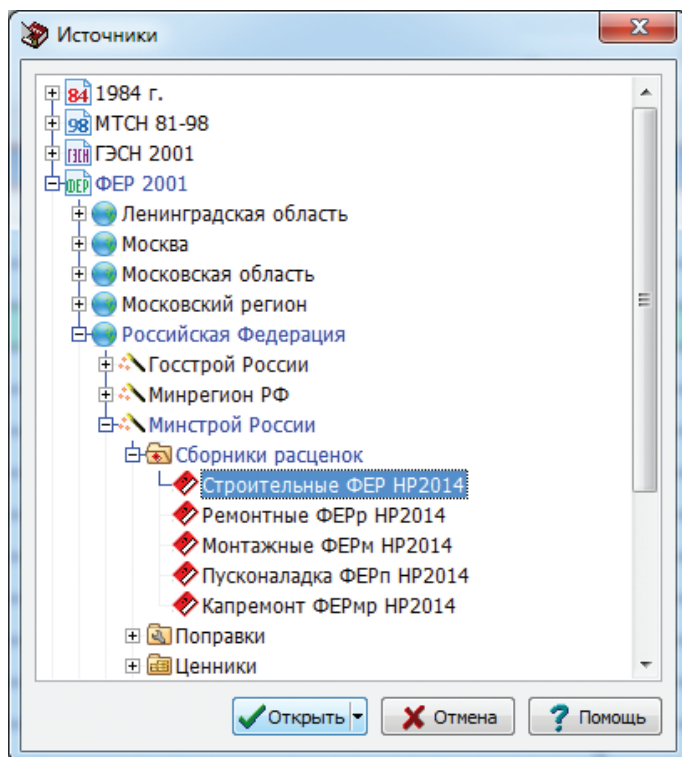 Источники
84 1984 г.
98 МТСН 81-98
ГЭСН ГЭСН 2001
ФЕР ФЕР 2001
Ленинградская область
Москва
Московская область
Московский регион
Российская Федерация
Госстрой России
Минрегион РФ
Минстрой России
Сборники расценок
Строительные ФЕР НР2014
Ремонтные ФЕРр НР2014
Монтажные ФЕРм НР2014
Пусконаладка ФЕРп НР2014
Капремонт ФЕРмр НР2014
Поправки
Ценники
Открыть Отмена ? Помощь